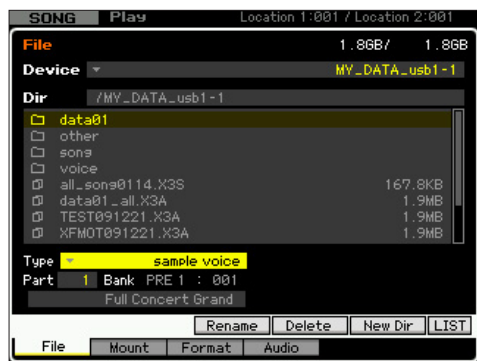 SONG Play Location 1:001 / Location 2:001
File 1.8GB/ 1.8GB
Device MY_DATA_usb1-1
Dir /MY_DATA_usb1-1
data01
other
song
voice
all_song0114.X3S 167.8KB
data01_all.X3A 1.9MB
TEST091221.X3A 1.9MB
XFMOT091221.X3A 1.9MB
Type sample voice
Part 1 Bank PRE 1 : 001
Full Concert Grand
Rename Delete New Dir LIST
File Mount Format Audio